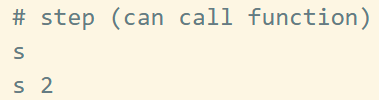 # step (can call function)
s
s 2